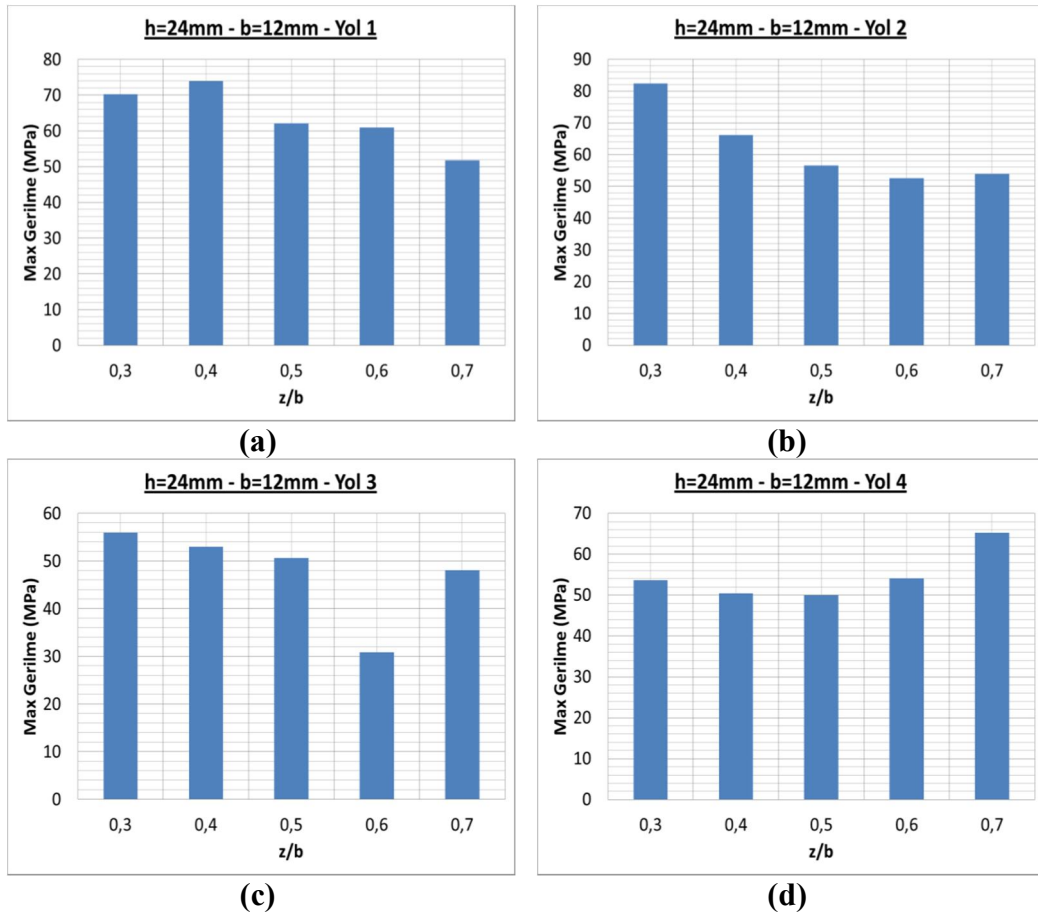 h=24mm - b=12mm - Yol 1
Max Gerilme (MPa)
80
70
60
50
40
30
20
10
0
0,3 0,4 0,5 0,6 0,7
z/b
(a)
h=24mm - b=12mm - Yol 2
Max Gerilme (MPa)
90
80
70
60
50
40
30
20
10
0
0,3 0,4 0,5 0,6 0,7
z/b
(b)
h=24mm - b=12mm - Yol 3
Max Gerilme (MPa)
60
50
40
30
20
10
0
0,3 0,4 0,5 0,6 0,7
z/b
(c)
h=24mm - b=12mm - Yol 4
Max Gerilme (MPa)
70
60
50
40
30
20
10
0
0,3 0,4 0,5 0,6 0,7
z/b
(d)